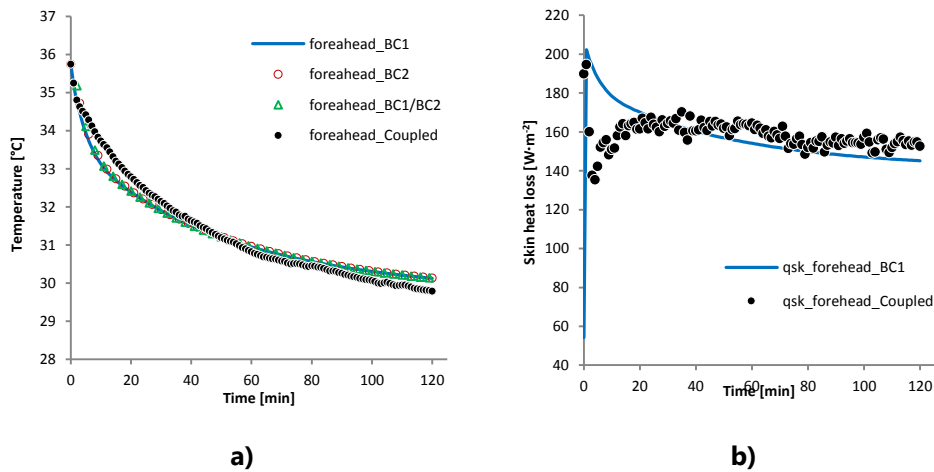 37
36
35
34
33
32
31
30
29
28
0 20 40 60 80 100 120
Temperature [°C]
Time [min]
foreahead_BC1
foreahead_BC2
foreahead_BC1/BC2
foreahead_Coupled
a)
220
200
180
160
140
120
100
80
60
40
0 20 40 60 80 100 120
Skin heat loss [W·m⁻²]
Time [min]
qsk_forehead_BC1
qsk_forehead_Coupled
b)